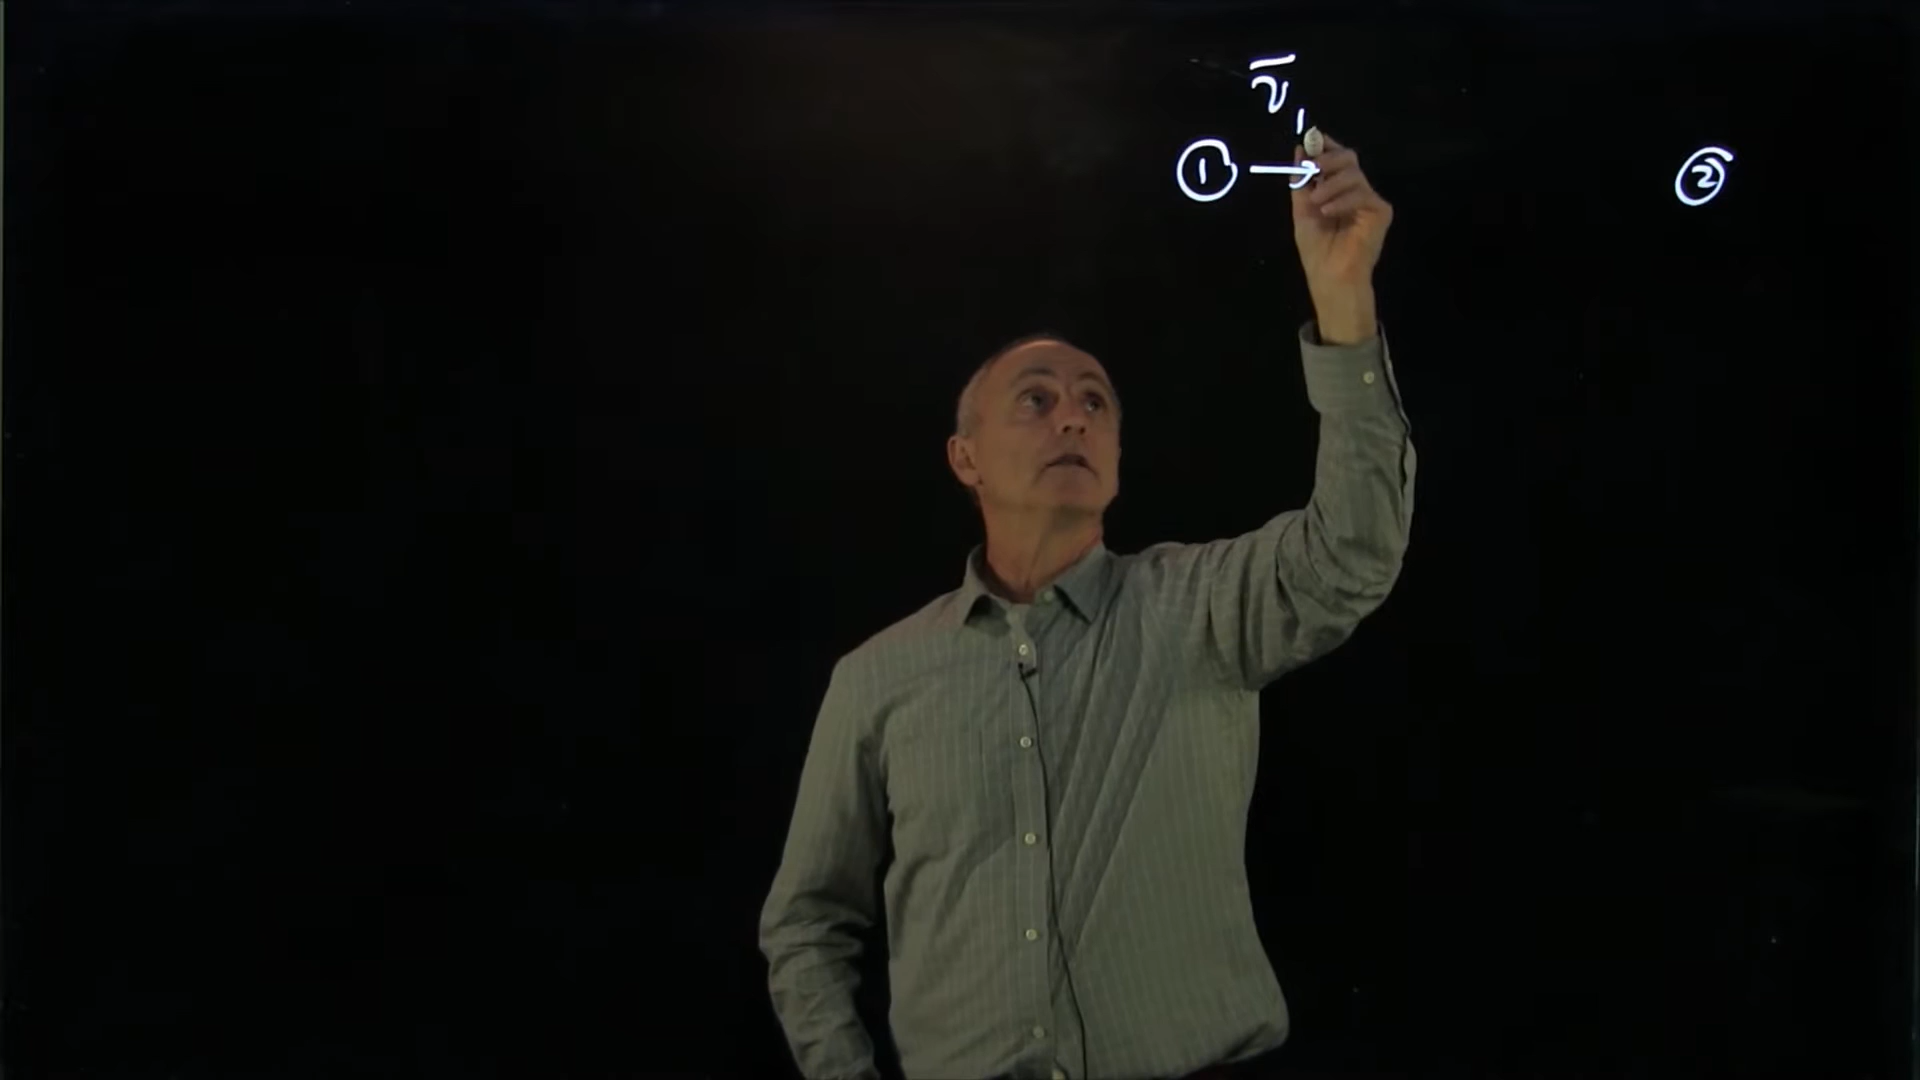 v̄₁
① → ②